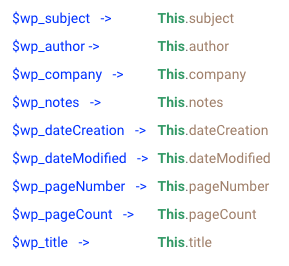 $wp_subject -> This.subject
$wp_author -> This.author
$wp_company -> This.company
$wp_notes -> This.notes
$wp_dateCreation -> This.dateCreation
$wp_dateModified -> This.dateModified
$wp_pageNumber -> This.pageNumber
$wp_pageCount -> This.pageCount
$wp_title -> This.title